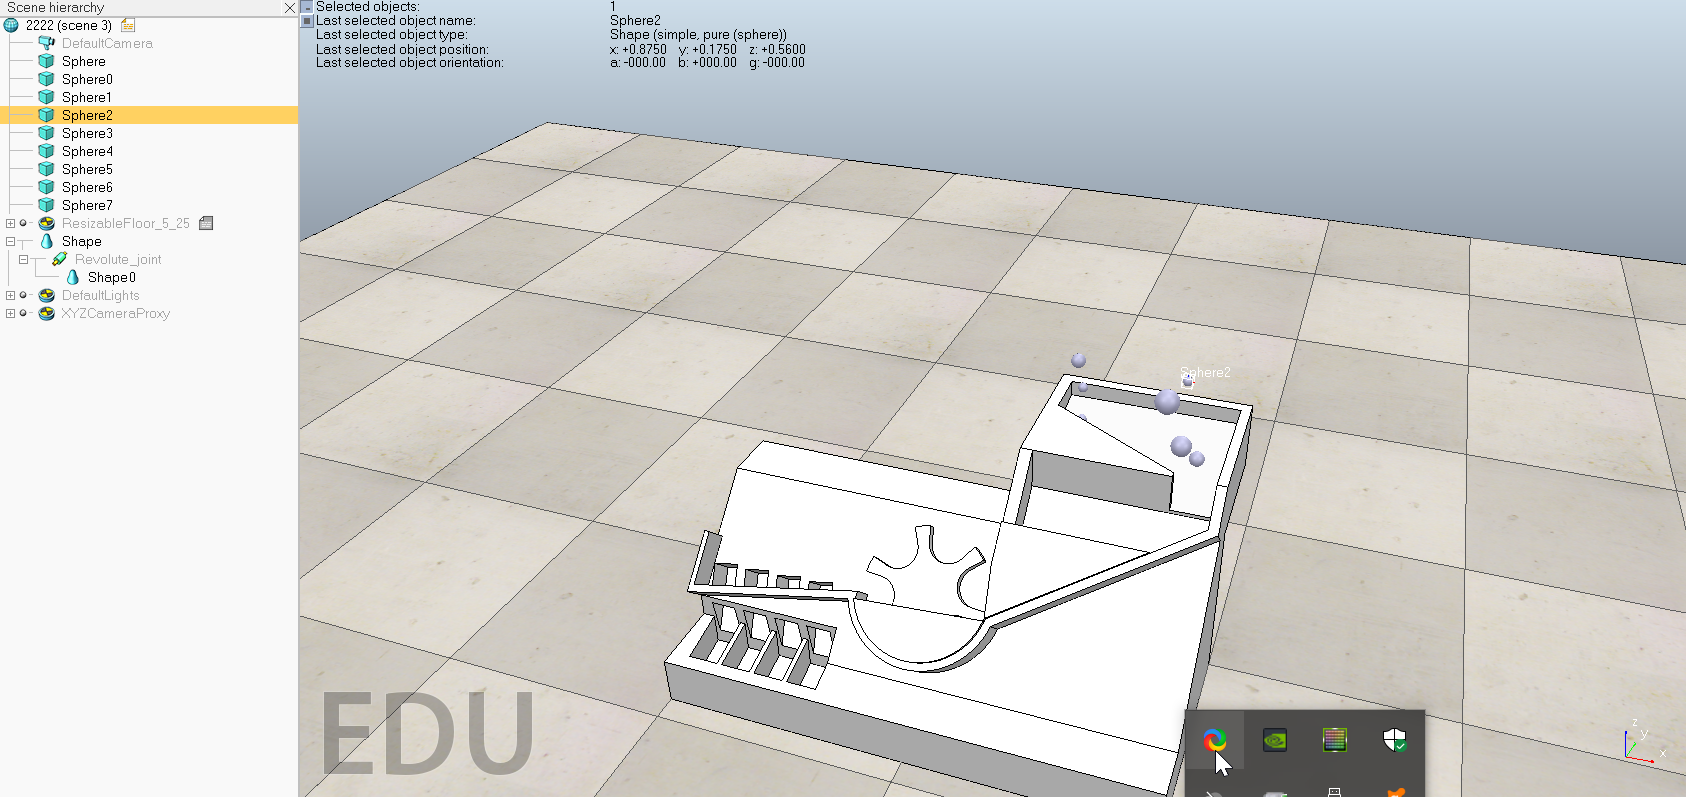 Scene hierarchy
2222 (scene 3)
DefaultCamera
Sphere
Sphere0
Sphere1
Sphere2
Sphere3
Sphere4
Sphere5
Sphere6
Sphere7
ResizableFloor_5_25
Shape
Revolute_joint
Shape0
DefaultLights
XYZCameraProxy
Selected objects: 1
Last selected object name: Sphere2
Last selected object type: Shape (simple, pure (sphere))
Last selected object position: x: +0.8750 y: +0.1750 z: +0.5600
Last selected object orientation: a: -000.00 b: +000.00 g: -000.00
Sphere2
EDU
z
y
x